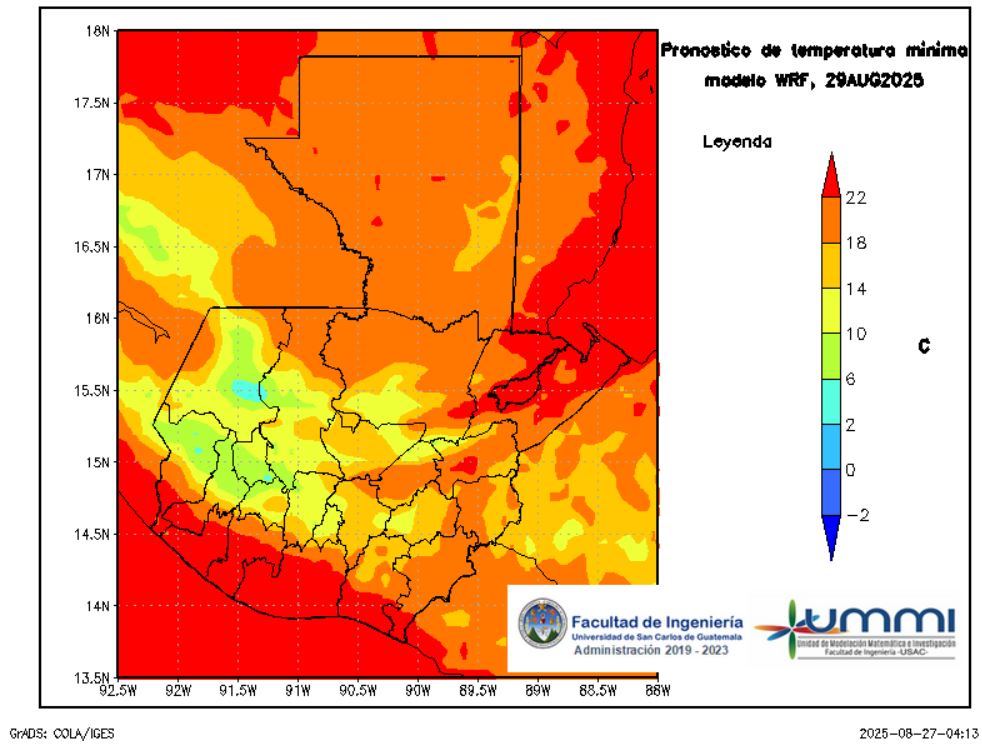 Pronostico de temperatura minima
modelo WRF, 29AUG2025
Leyenda
22
18
14
10
6
2
0
-2
C
18N
17.5N
17N
16.5N
16N
15.5N
15N
14.5N
14N
13.5N
92.5W 92W 91.5W 91W 90.5W 90W 89.5W 89W 88.5W 88W
Facultad de Ingeniería
Universidad de San Carlos de Guatemala
Administración 2019 - 2023
ummi
Unidad de Modelación Matemática e Investigación
Facultad de Ingeniería -USAC-
GrADS: COLA/IGES
2025-08-27-04:13